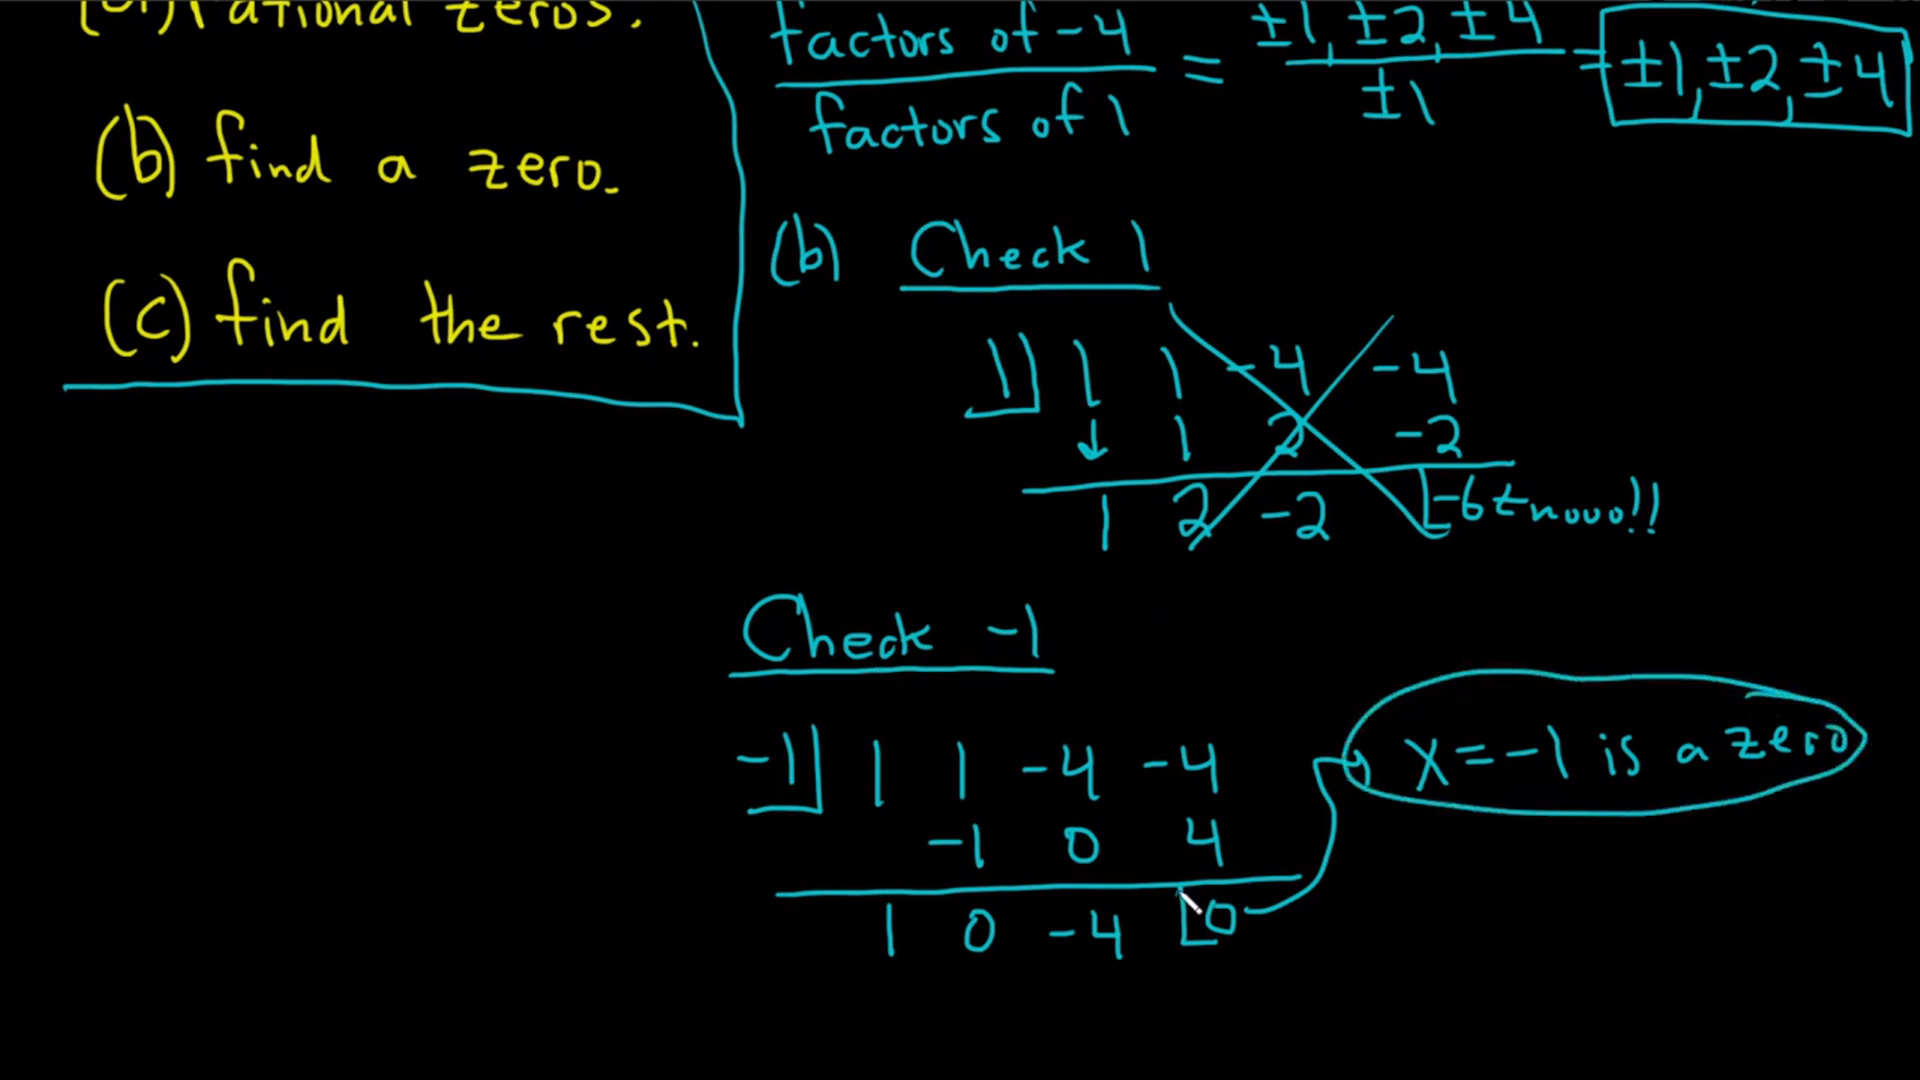 (a) rational zeros.
(b) find a zero.
(c) find the rest.
factors of -4 / factors of 1 = ±1, ±2, ±4 / ±1 = ±1, ±2, ±4
(b) Check 1
1 1 1 -4 -4
↓ 1 2 -2
1 2 -2 -6 ← nooo!!
Check -1
-1 1 1 -4 -4
-1 0 4
1 0 -4 0
x = -1 is a zero